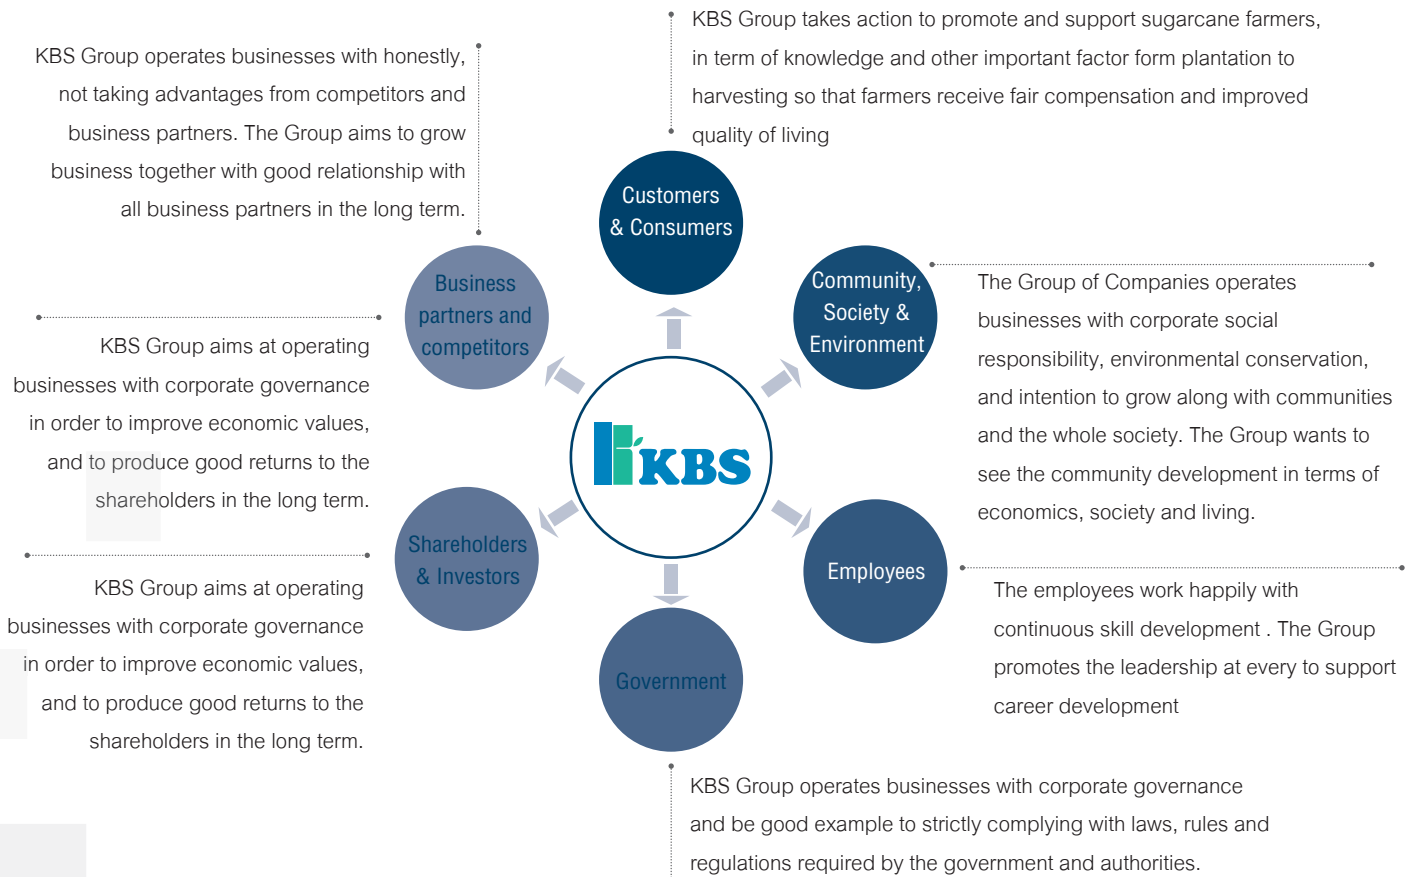 KBS Group takes action to promote and support sugarcane farmers,
in term of knowledge and other important factor form plantation to
harvesting so that farmers receive fair compensation and improved
quality of living
KBS Group operates businesses with honestly,
not taking advantages from competitors and
business partners. The Group aims to grow
business together with good relationship with
all business partners in the long term.
Customers
& Consumers
Business
partners and
competitors
Community,
Society &
Environment
The Group of Companies operates
businesses with corporate social
responsibility, environmental conservation,
and intention to grow along with communities
and the whole society. The Group wants to
see the community development in terms of
economics, society and living.
KBS Group aims at operating
businesses with corporate governance
in order to improve economic values,
and to produce good returns to the
shareholders in the long term.
KBS
Shareholders
& Investors
Employees
KBS Group aims at operating
businesses with corporate governance
in order to improve economic values,
and to produce good returns to the
shareholders in the long term.
The employees work happily with
continuous skill development . The Group
promotes the leadership at every to support
career development
Government
KBS Group operates businesses with corporate governance
and be good example to strictly complying with laws, rules and
regulations required by the government and authorities.